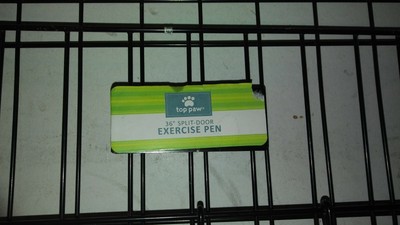 top paw
36" SPLIT-DOOR
EXERCISE PEN